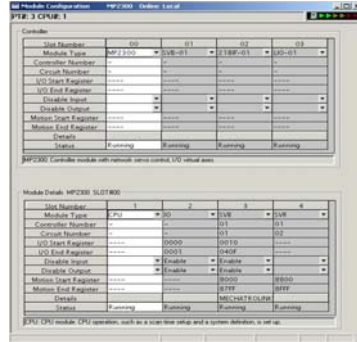 Module Configuration MP2300 Online Local
PT#: 3 CPU#: 1
Controller
Slot Number 00 01 02 03
Module Type MP2300 SVB-01 218IF-01 LIO-01
Controller Number - - - -
Circuit Number - - - -
I/O Start Register ---- ---- ---- ----
I/O End Register ---- ---- ---- ----
Disable Input
Disable Output
Motion Start Register ---- ---- ---- ----
Motion End Register ---- ---- ---- ----
Details
Status Running Running Running Running
MP2300: Controller module with network servo control, I/O virtual axes.
Module Details MP2300 SLOT#00
Slot Number 1 2 3 4
Module Type CPU IO SVB SVR
Controller Number - - 01 01
Circuit Number - - 01 02
I/O Start Register ---- 0000 0010 ----
I/O End Register ---- 0001 040F ----
Disable Input Enable Enable
Disable Output Enable Enable
Motion Start Register ---- ---- 8000 8800
Motion End Register ---- ---- 87FF 8FFF
Details MECHATROLINK
Status Running Running Running Running
CPU: CPU module. CPU operation, such as a scan time setup and a system definition, is set up.